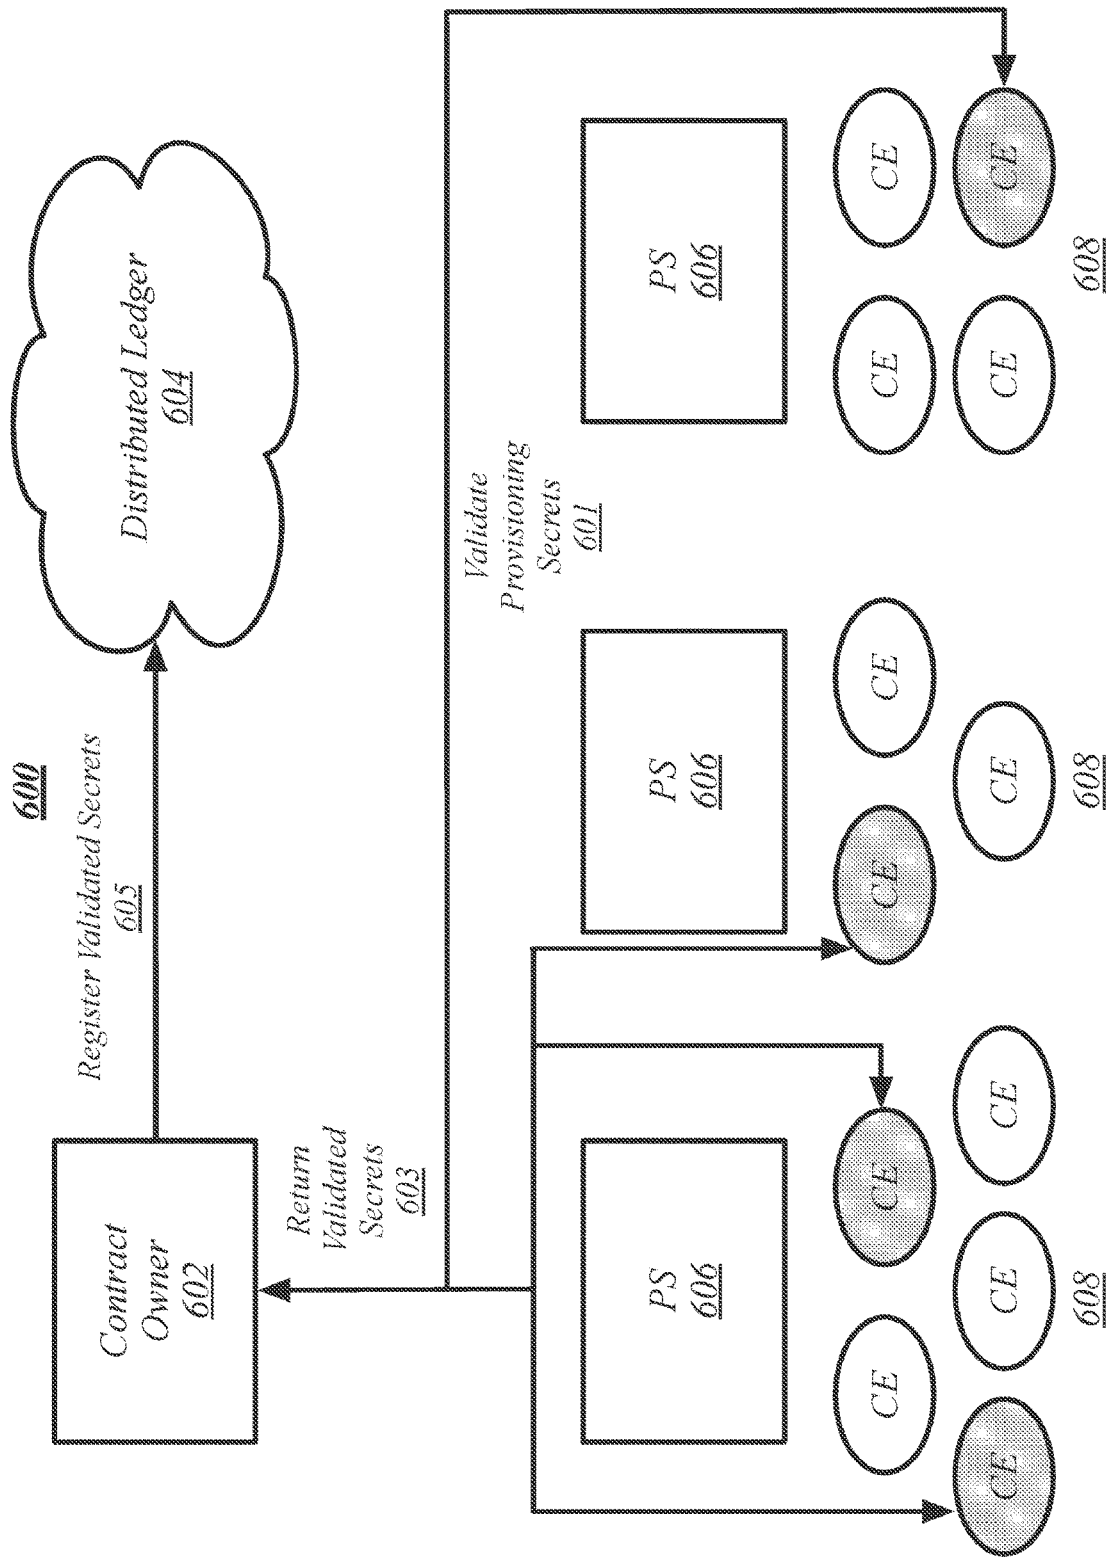 600
Contract
Owner
602
Register Validated Secrets
605
Distributed Ledger
604
Return
Validated
Secrets
603
Validate
Provisioning
Secrets
601
PS
606
PS
606
PS
606
CE
CE
CE
CE
CE
CE
CE
CE
CE
CE
CE
CE
608
608
608